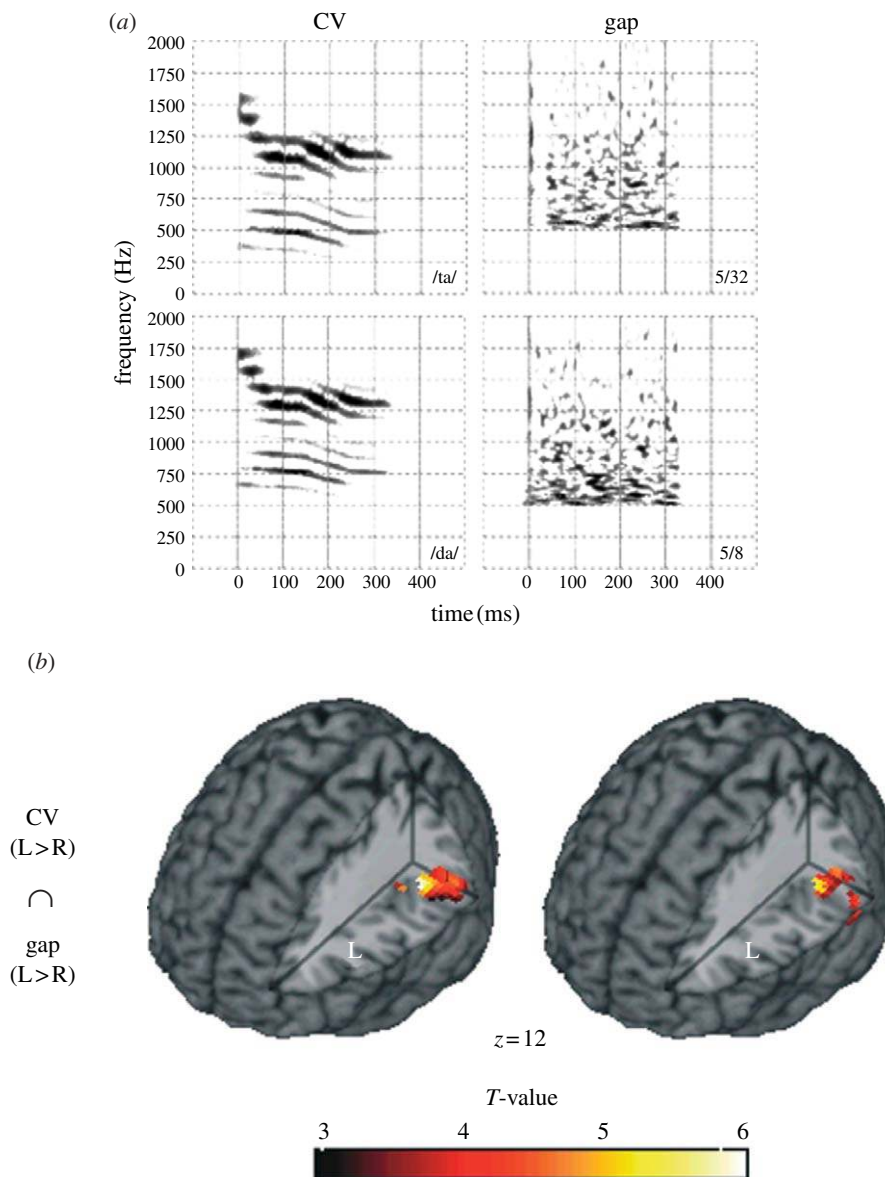 (a)
CV gap
frequency (Hz)
2000
1750
1500
1250
1000
750
500
250
0
/ta/
5/32
2000
1750
1500
1250
1000
750
500
250
0
/da/
5/8
0 100 200 300 400 0 100 200 300 400
time (ms)
(b)
CV
(L>R)
∩
gap
(L>R)
L L
z=12
T-value
3 4 5 6